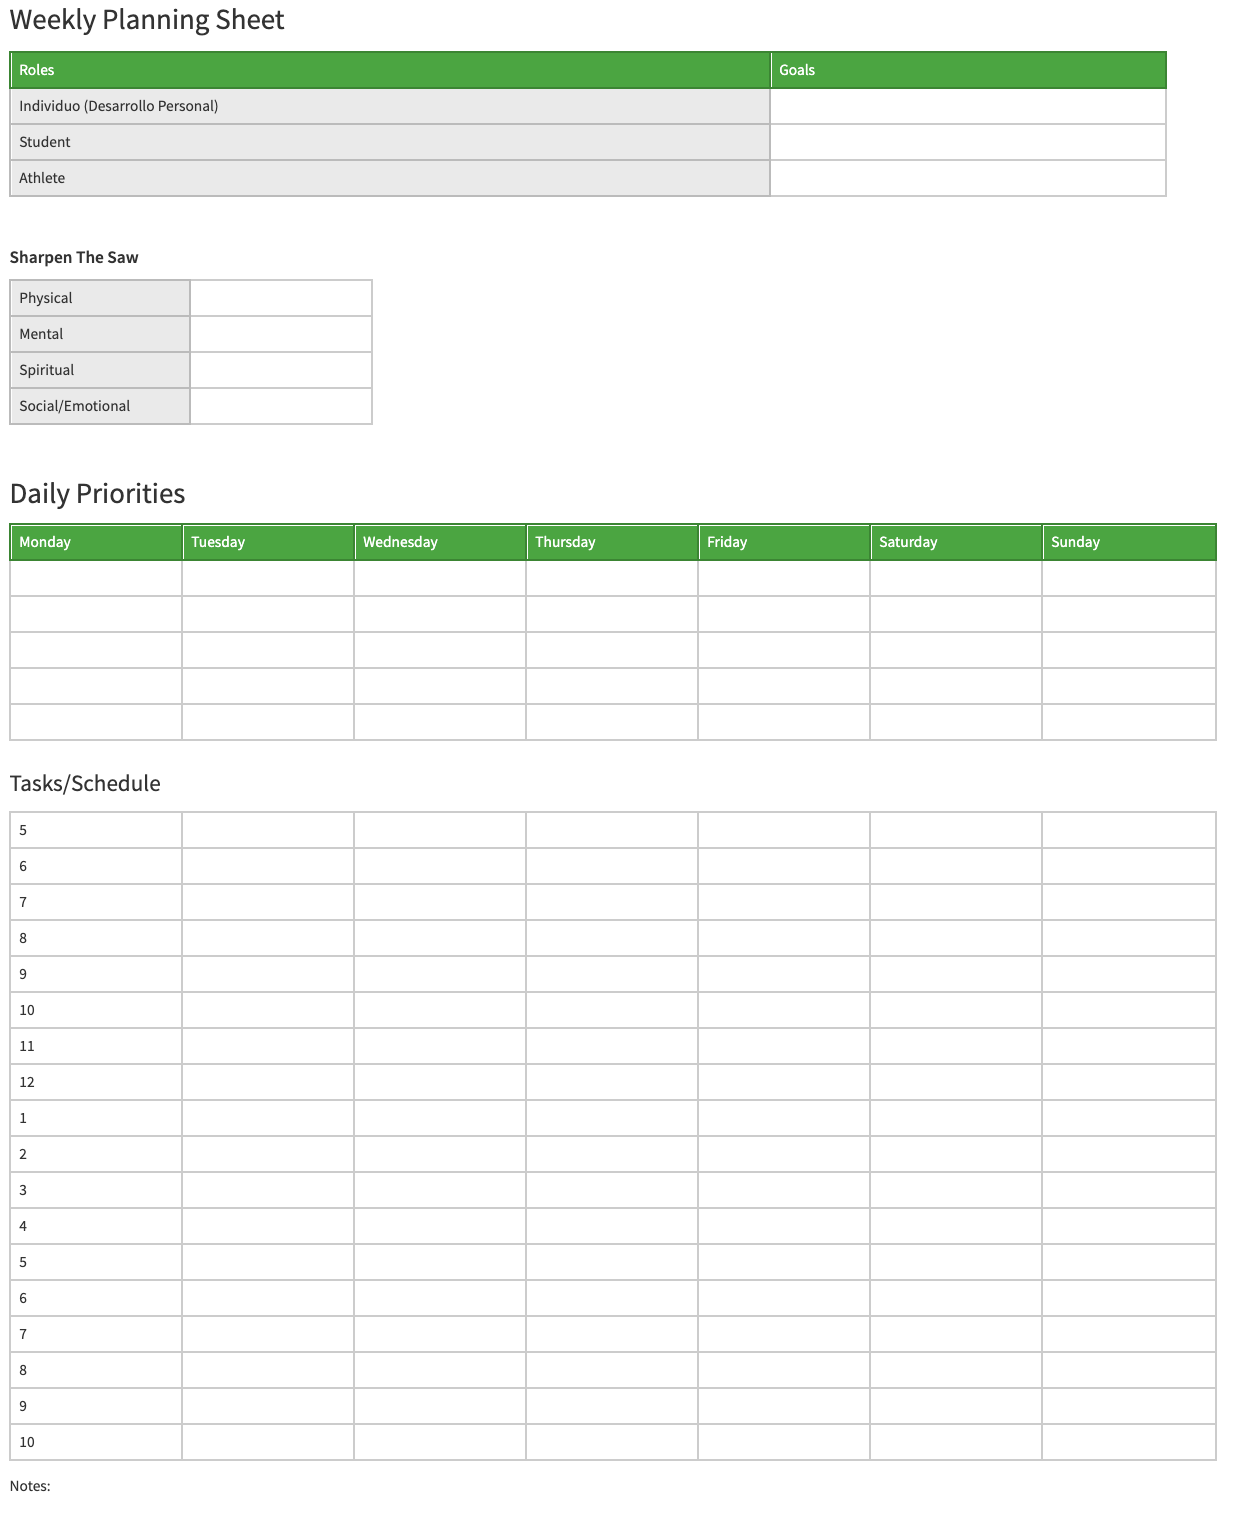 Weekly Planning Sheet
Roles Goals
Individuo (Desarrollo Personal)
Student
Athlete
Sharpen The Saw
Physical
Mental
Spiritual
Social/Emotional
Daily Priorities
Monday Tuesday Wednesday Thursday Friday Saturday Sunday
Tasks/Schedule
5
6
7
8
9
10
11
12
1
2
3
4
5
6
7
8
9
10
Notes: